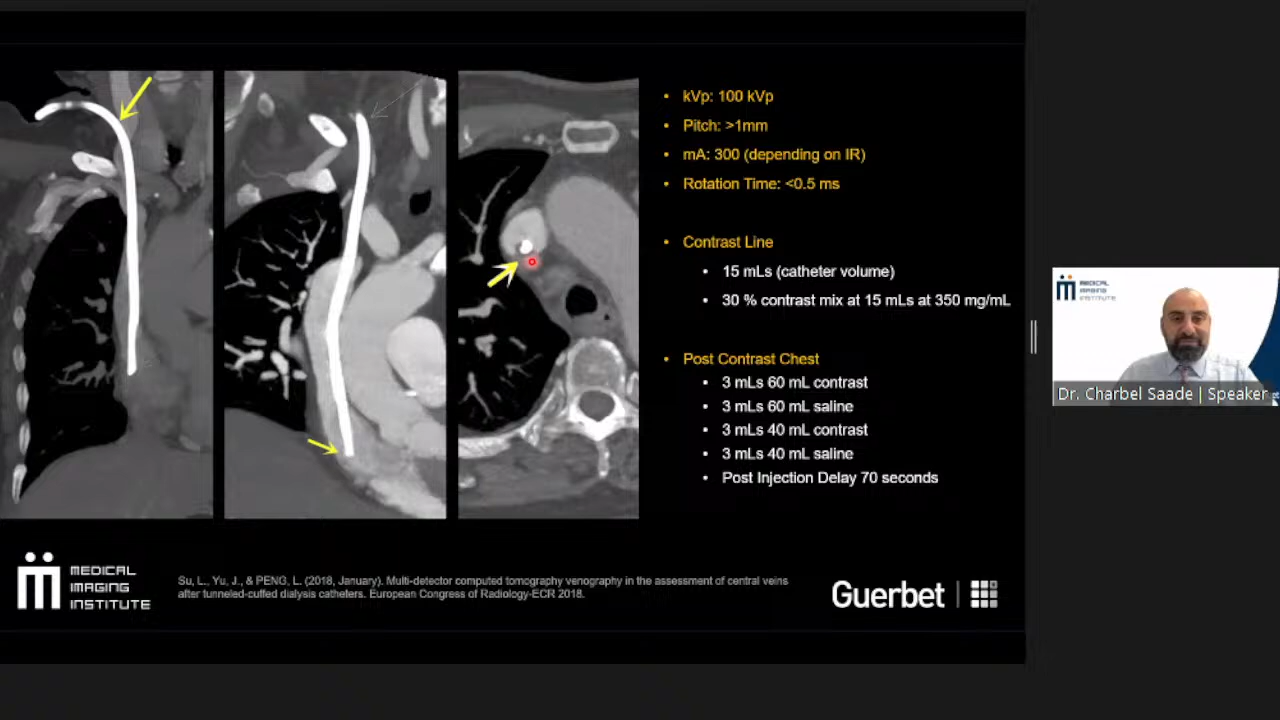 kVp: 100 kVp
Pitch: >1mm
mA: 300 (depending on IR)
Rotation Time: <0.5 ms
Contrast Line
15 mLs (catheter volume)
30 % contrast mix at 15 mLs at 350 mg/mL
Post Contrast Chest
3 mLs 60 mL contrast
3 mLs 60 mL saline
3 mLs 40 mL contrast
3 mLs 40 mL saline
Post Injection Delay 70 seconds
MEDICAL
IMAGING
INSTITUTE
Su, L., Yu, J., & PENG, L. (2018, January). Multi-detector computed tomography venography in the assessment of central veins
after tunneled-cuffed dialysis catheters. European Congress of Radiology-ECR 2018.
Guerbet
MEDICAL
IMAGING
INSTITUTE
Dr. Charbel Saade | Speaker